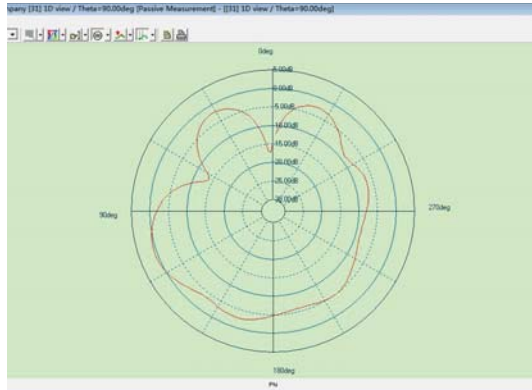 mpany [31] 1D view / Theta=90.00deg [Passive Measurement] - [[31] 1D view / Theta=90.00deg]
0deg
5.00dB
0.00dB
-5.00dB
-10.00dB
-15.00dB
-20.00dB
-25.00dB
-30.00dB
90deg
270deg
180deg
Phi